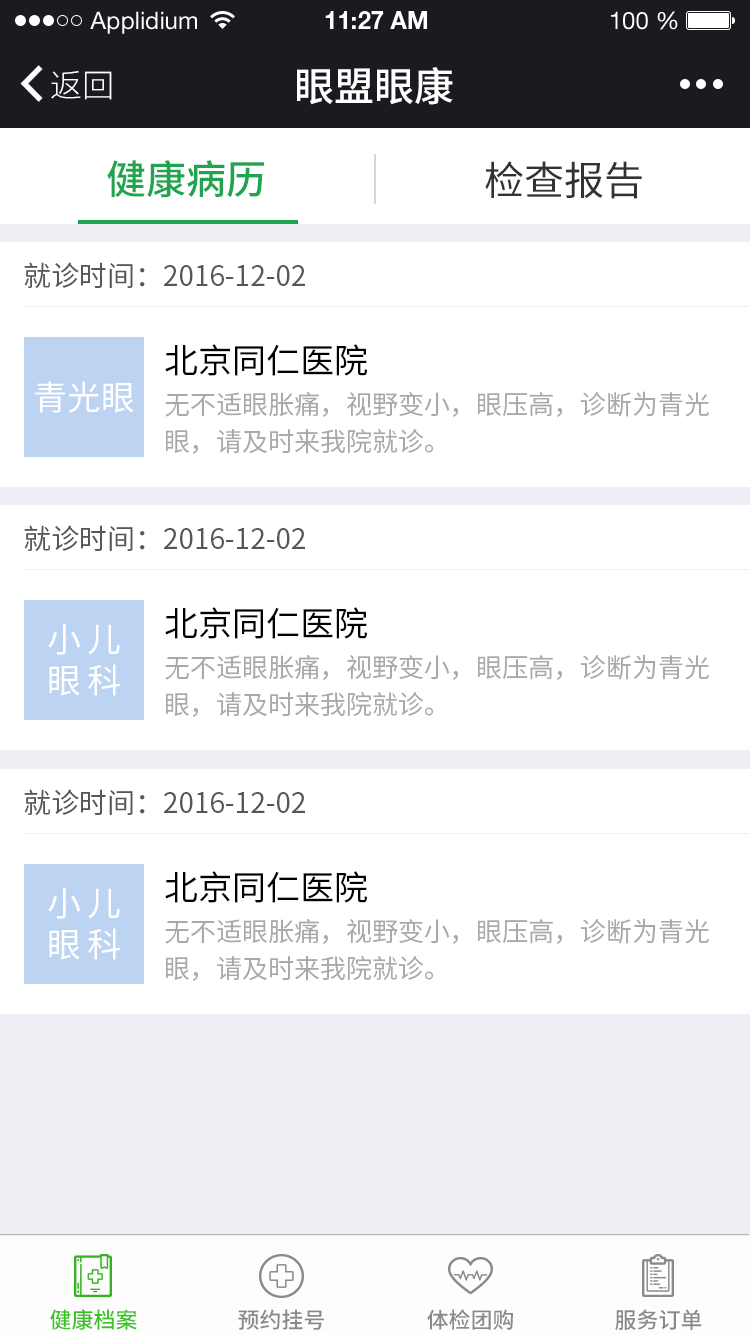 Applidium 11:27 AM 100 %
返回 眼盟眼康
健康病历 检查报告
就诊时间：2016-12-02
青光眼
北京同仁医院
无不适眼胀痛，视野变小，眼压高，诊断为青光
眼，请及时来我院就诊。
就诊时间：2016-12-02
小儿
眼科
北京同仁医院
无不适眼胀痛，视野变小，眼压高，诊断为青光
眼，请及时来我院就诊。
就诊时间：2016-12-02
小儿
眼科
北京同仁医院
无不适眼胀痛，视野变小，眼压高，诊断为青光
眼，请及时来我院就诊。
健康档案 预约挂号 体检团购 服务订单